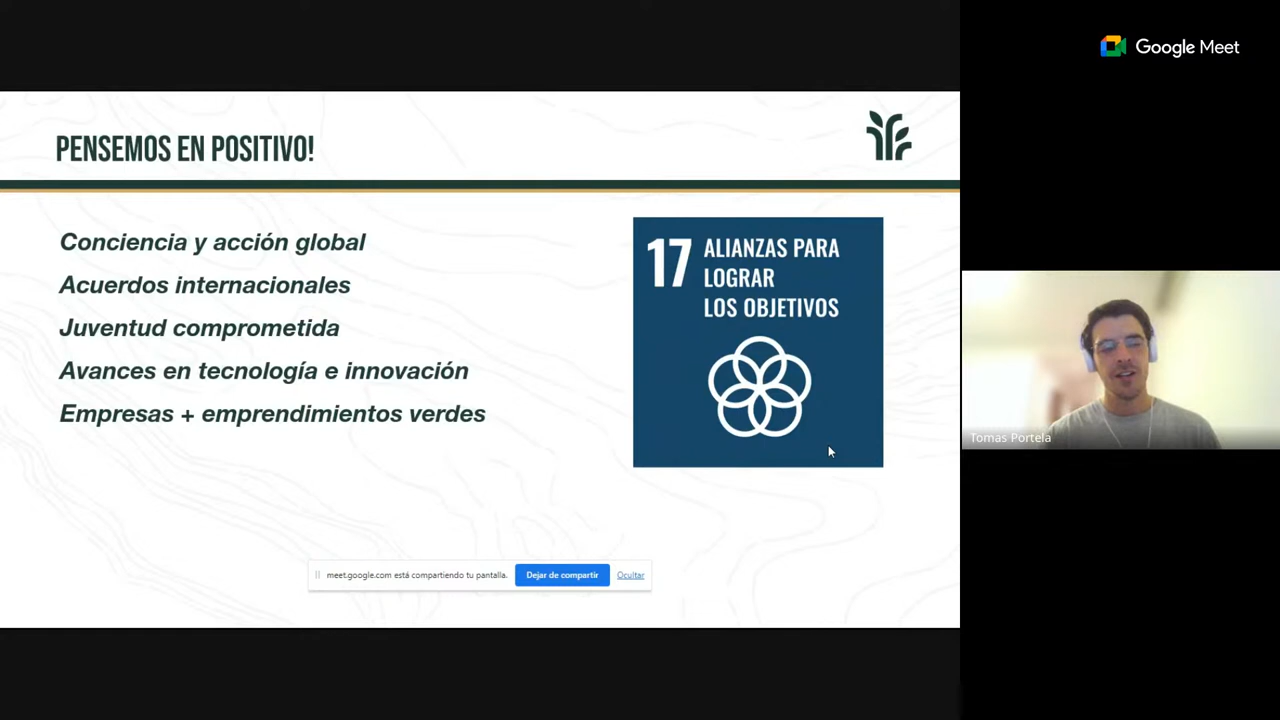 Google Meet
PENSEMOS EN POSITIVO!
Conciencia y acción global
Acuerdos internacionales
Juventud comprometida
Avances en tecnología e innovación
Empresas + emprendimientos verdes
17 ALIANZAS PARA
LOGRAR
LOS OBJETIVOS
Tomas Portela
meet.google.com está compartiendo tu pantalla. Dejar de compartir Ocultar